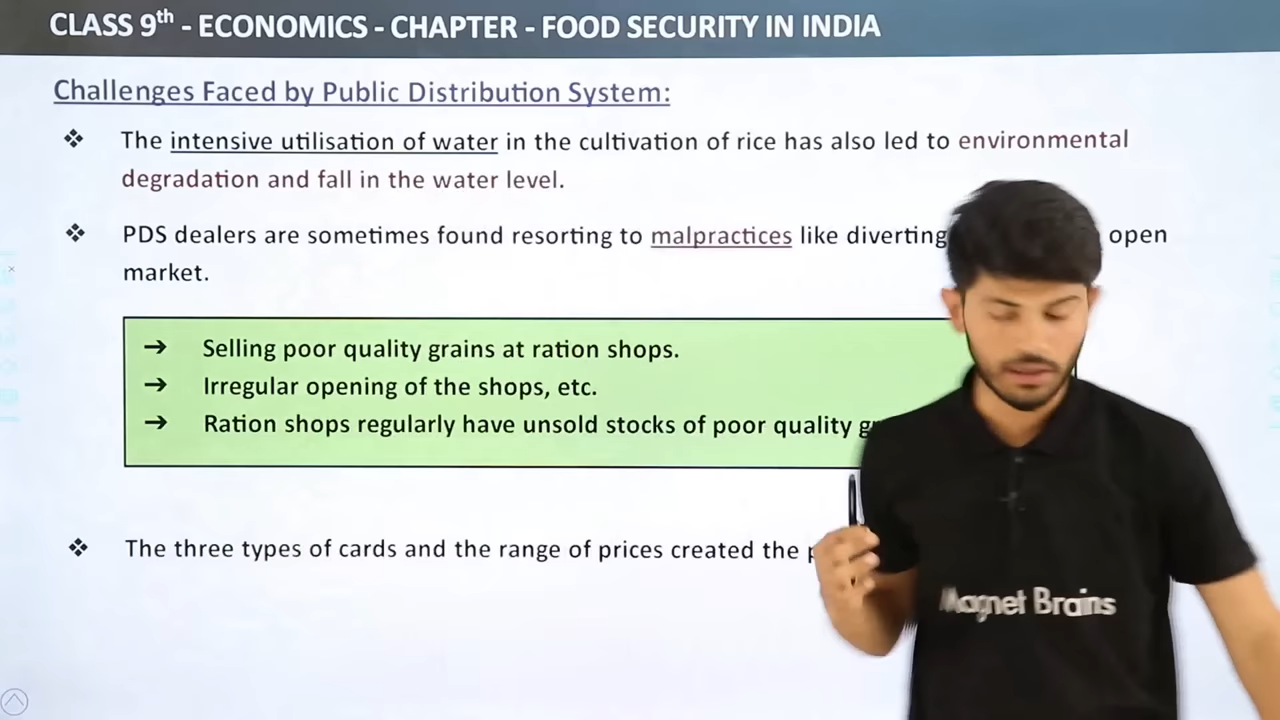 CLASS 9th - ECONOMICS - CHAPTER - FOOD SECURITY IN INDIA
Challenges Faced by Public Distribution System:
❖ The intensive utilisation of water in the cultivation of rice has also led to environmental
degradation and fall in the water level.
❖ PDS dealers are sometimes found resorting to malpractices like diverting open
market.
→ Selling poor quality grains at ration shops.
→ Irregular opening of the shops, etc.
→ Ration shops regularly have unsold stocks of poor quality
❖ The three types of cards and the range of prices created the
Magnet Brains